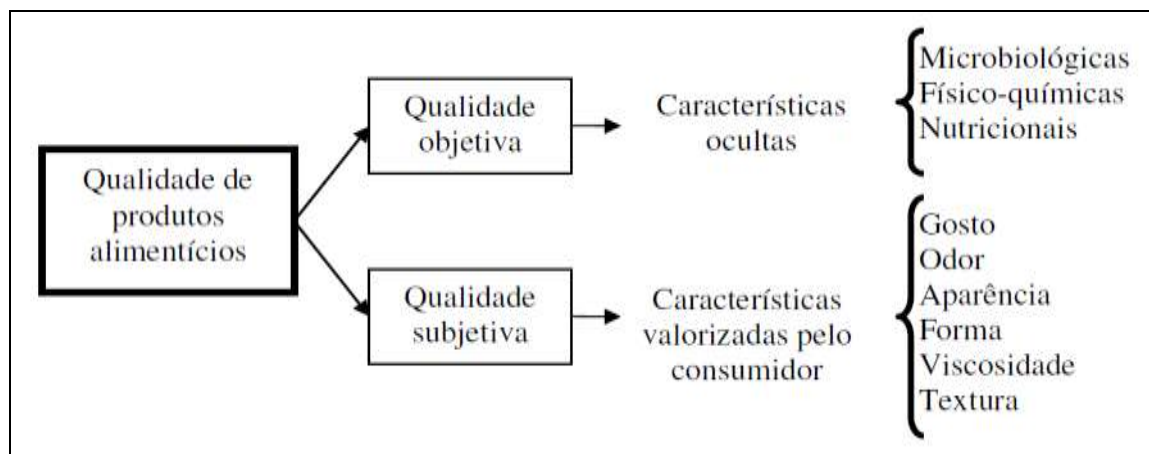 Qualidade de
produtos
alimentícios
Qualidade
objetiva
Características
ocultas
Microbiológicas
Físico-químicas
Nutricionais
Qualidade
subjetiva
Características
valorizadas pelo
consumidor
Gosto
Odor
Aparência
Forma
Viscosidade
Textura